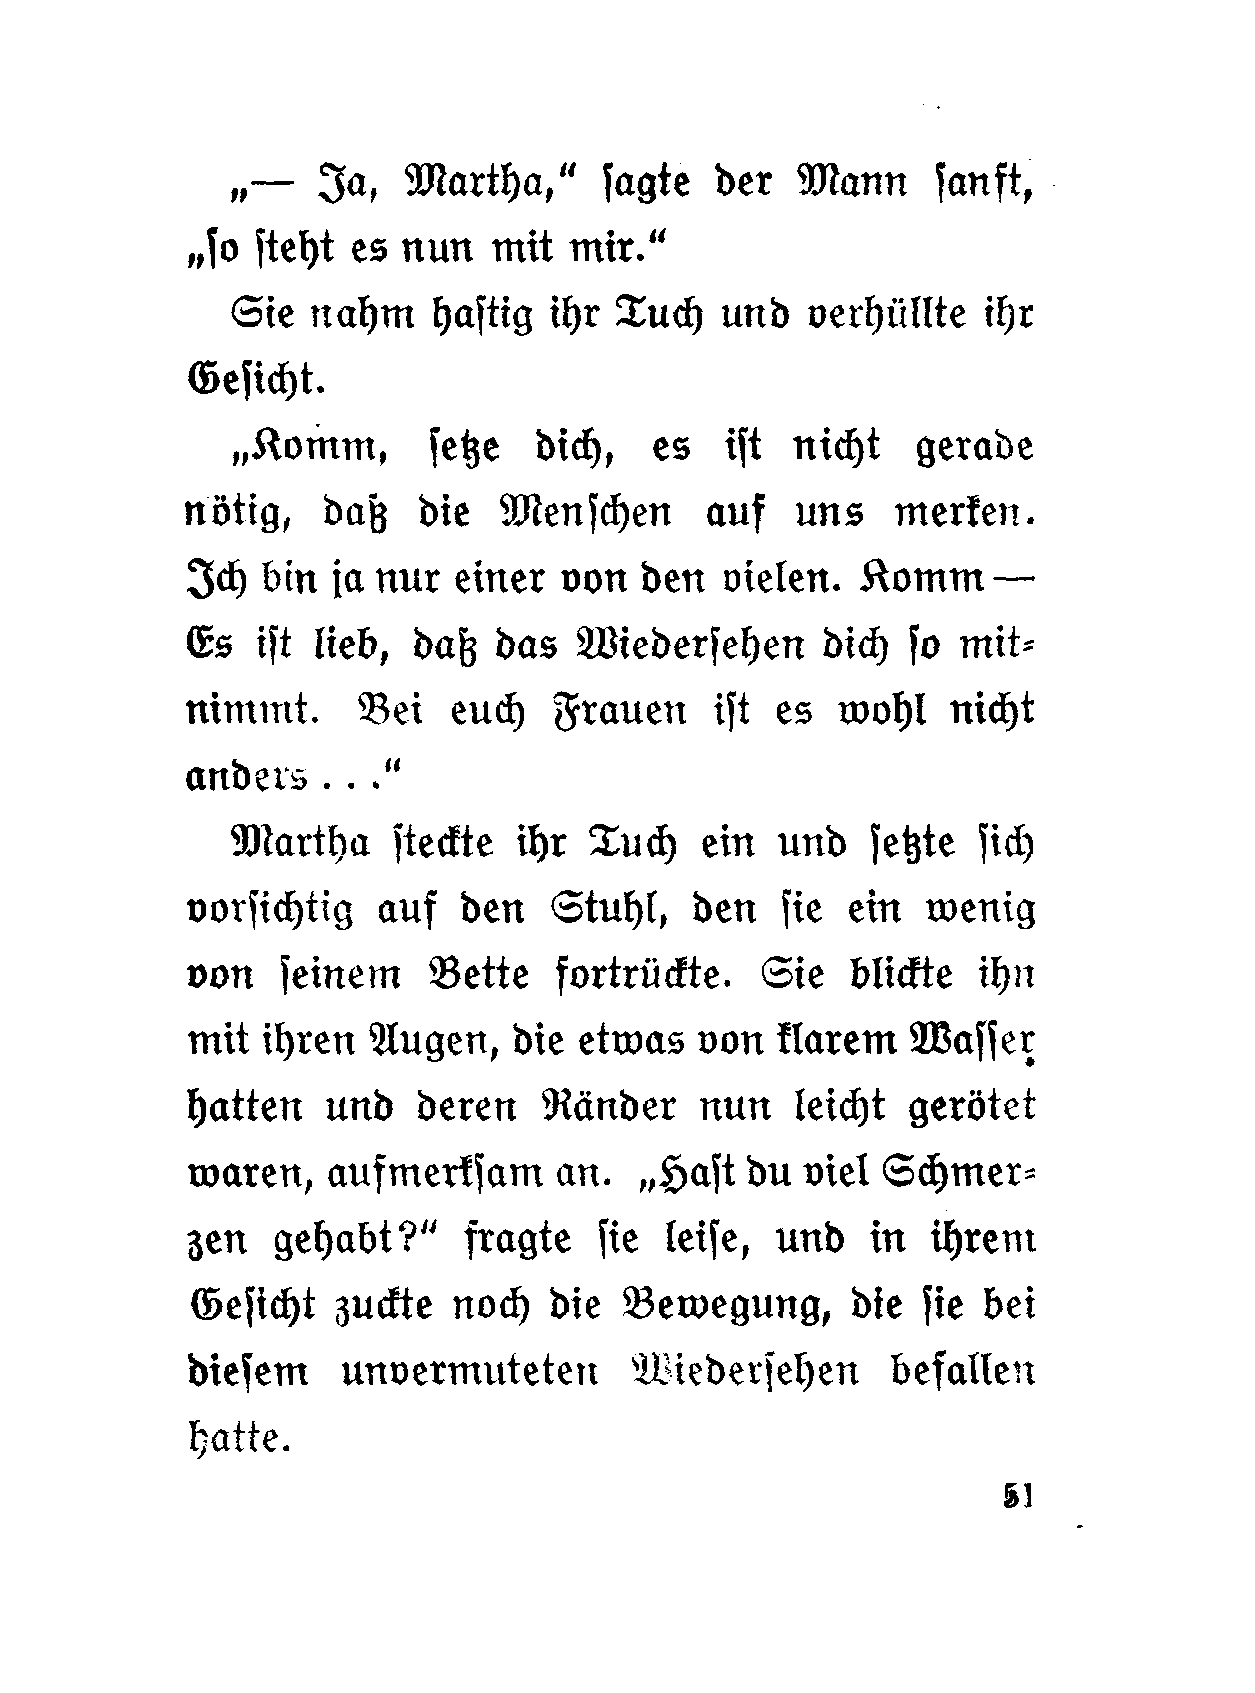 „— Ja, Martha,“ ſagte der Mann ſanft,
„ſo ſteht es nun mit mir.“
Sie nahm haſtig ihr Tuch und verhüllte ihr
Geſicht.
„Komm, ſetze dich, es iſt nicht gerade
nötig, daß die Menſchen auf uns merken.
Ich bin ja nur einer von den vielen. Komm —
Es iſt lieb, daß das Wiederſehen dich ſo mit⸗
nimmt. Bei euch Frauen iſt es wohl nicht
anders . . .“
Martha ſteckte ihr Tuch ein und ſetzte ſich
vorſichtig auf den Stuhl, den ſie ein wenig
von ſeinem Bette fortrückte. Sie blickte ihn
mit ihren Augen, die etwas von klarem Waſſer
hatten und deren Ränder nun leicht gerötet
waren, aufmerkſam an. „Haſt du viel Schmer⸗
zen gehabt?“ fragte ſie leiſe, und in ihrem
Geſicht zuckte noch die Bewegung, die ſie bei
dieſem unvermuteten Wiederſehen befallen
hatte.
51